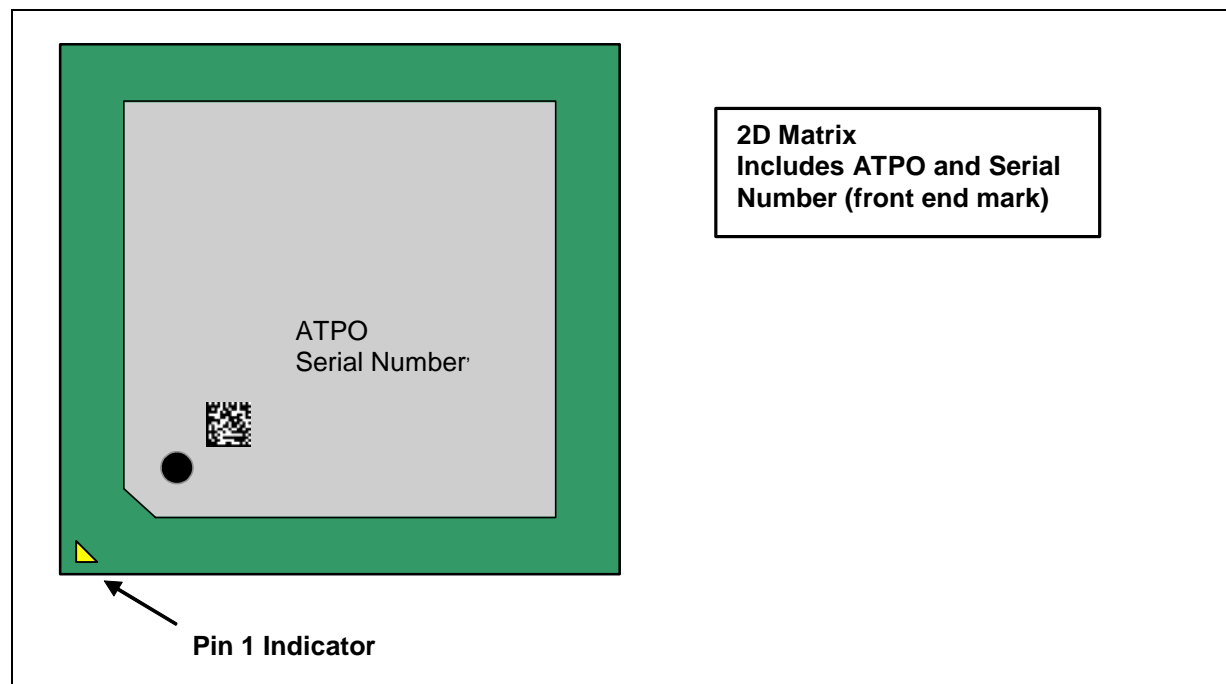 2D Matrix
Includes ATPO and Serial
Number (front end mark)
ATPO
Serial Number,
Pin 1 Indicator